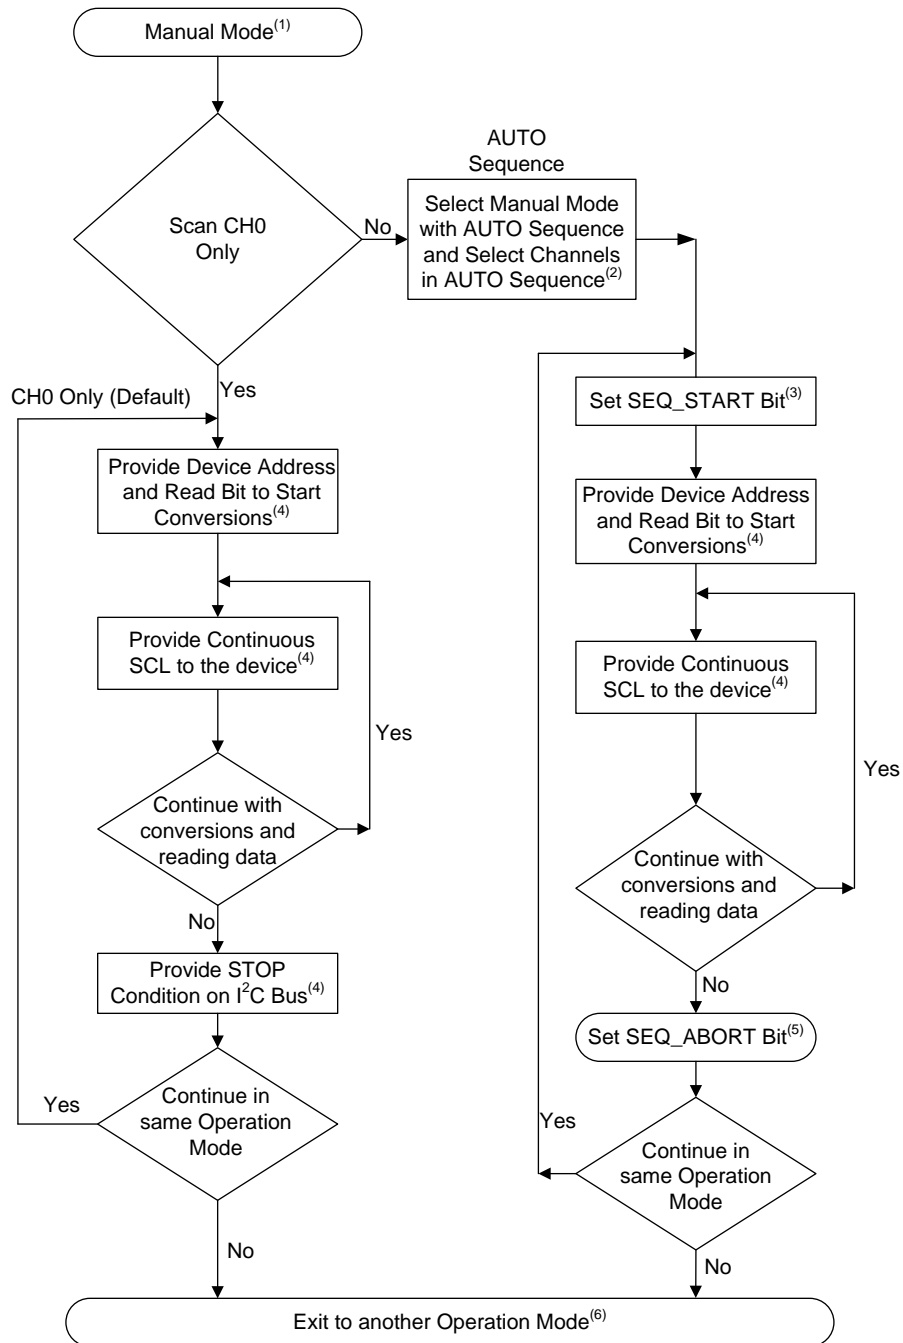 Manual Mode(1)
Scan CH0
Only
No
AUTO
Sequence
Select Manual Mode
with AUTO Sequence
and Select Channels
in AUTO Sequence(2)
Yes
CH0 Only (Default)
Provide Device Address
and Read Bit to Start
Conversions(4)
Provide Continuous
SCL to the device(4)
Yes
Continue with
conversions and
reading data
No
Provide STOP
Condition on I2C Bus(4)
Yes
Continue in
same Operation
Mode
No
Set SEQ_START Bit(3)
Provide Device Address
and Read Bit to Start
Conversions(4)
Provide Continuous
SCL to the device(4)
Yes
Continue with
conversions and
reading data
No
Set SEQ_ABORT Bit(5)
Yes
Continue in
same Operation
Mode
No
Exit to another Operation Mode(6)